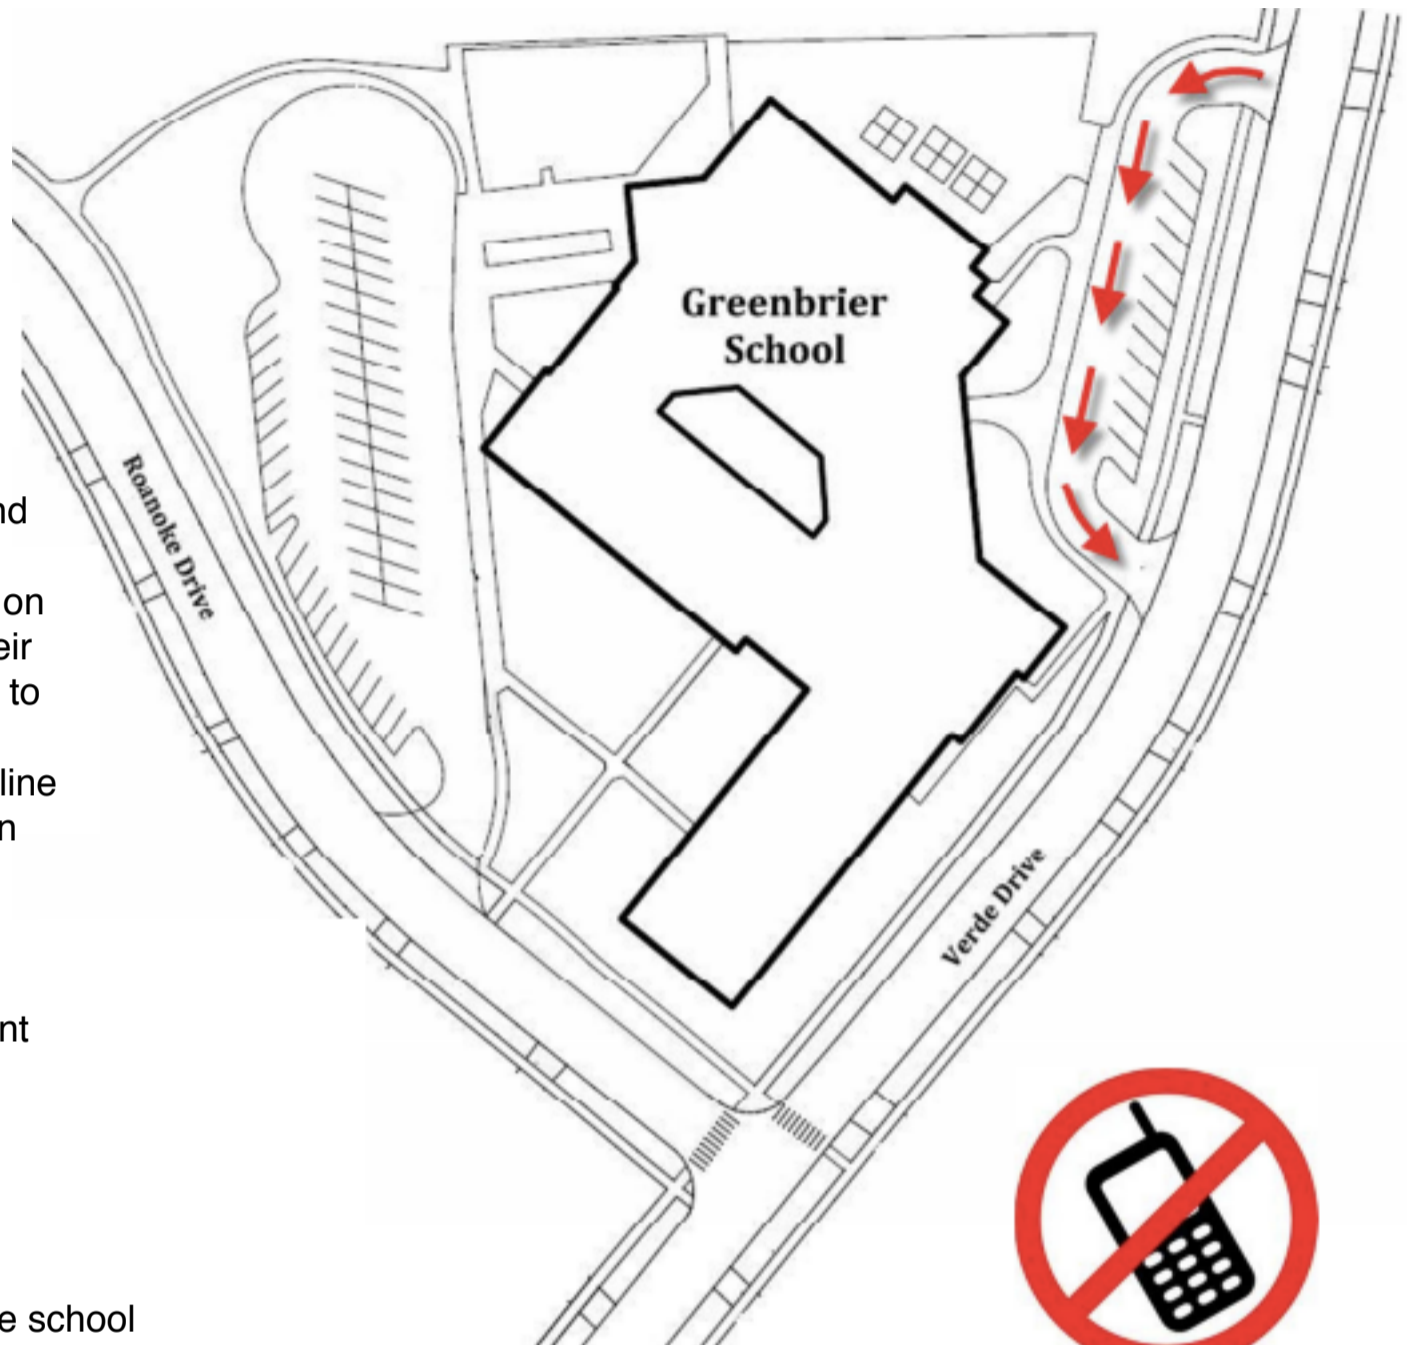 Greenbrier
School
Roanoke Drive
nd
on
eir
to
line
n
Verde Drive
nt
e school